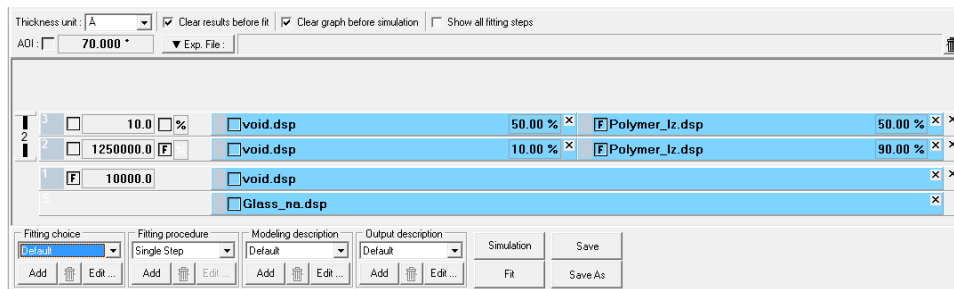 Thickness unit : Å Clear results before fit Clear graph before simulation Show all fitting steps
AOI : 70.000 ° ▼ Exp. File :
3 10.0 % void.dsp 50.00 % × F Polymer_lz.dsp 50.00 % × ×
2
2 1250000.0 F void.dsp 10.00 % × F Polymer_lz.dsp 90.00 % × ×
1 F 10000.0 void.dsp × ×
S Glass_na.dsp ×
Fitting choice Fitting procedure Modeling description Output description
Default Single Step Default Default Simulation Save
Add Edit ... Add Edit ... Add Edit ... Add Edit ... Fit Save As